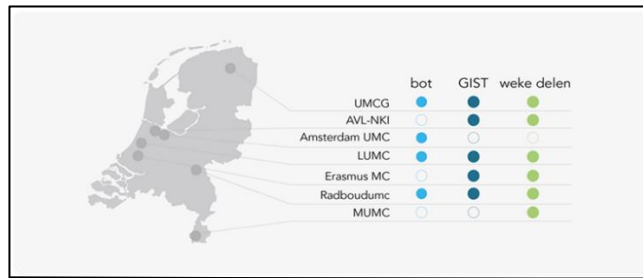 bot GIST weke delen
UMCG
AVL-NKI
Amsterdam UMC
LUMC
Erasmus MC
Radboudumc
MUMC